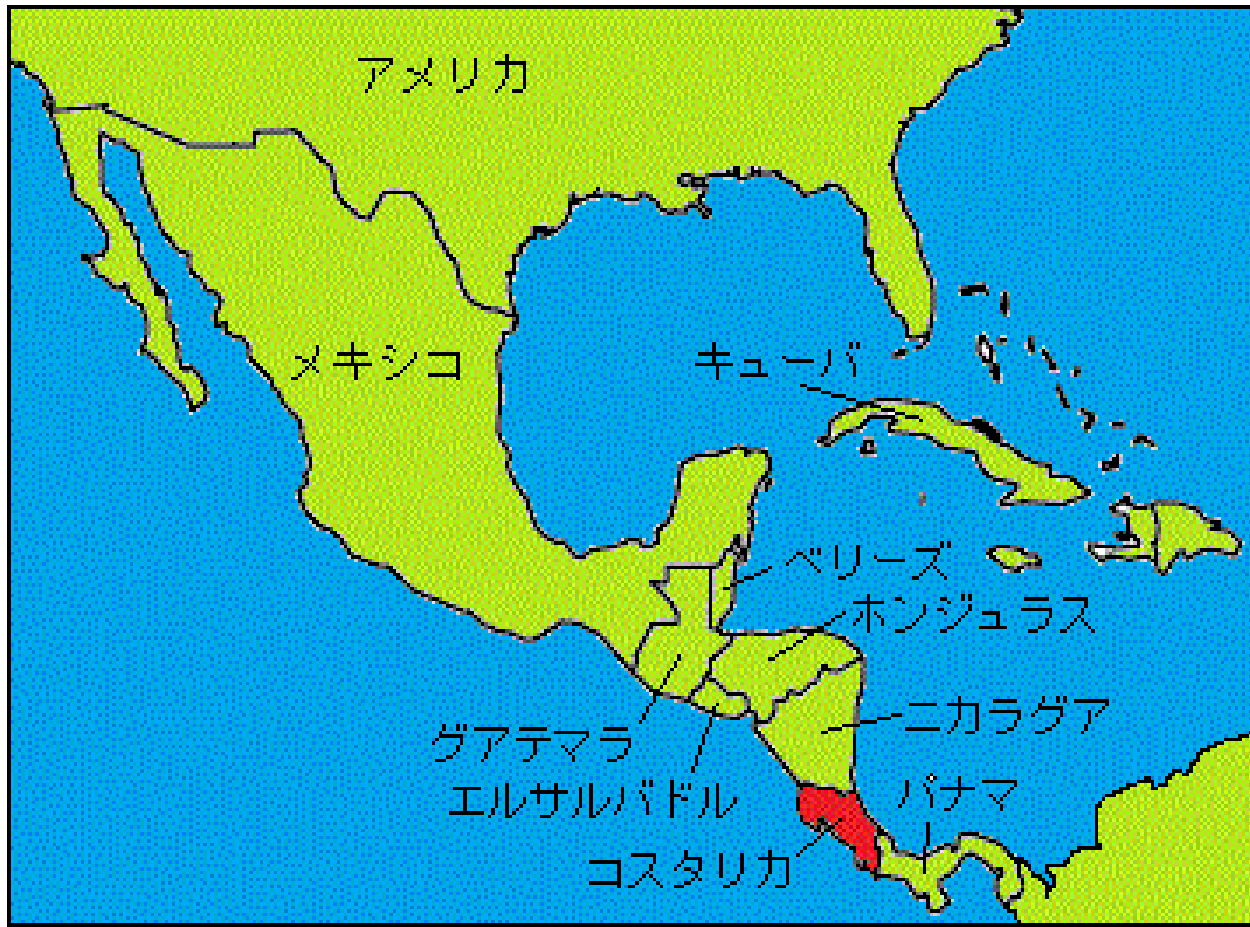 アメリカ
メキシコ
キューバ
ベリーズ
ホンジュラス
ニカラグア
グアテマラ
エルサルバドル
パナマ
コスタリカ